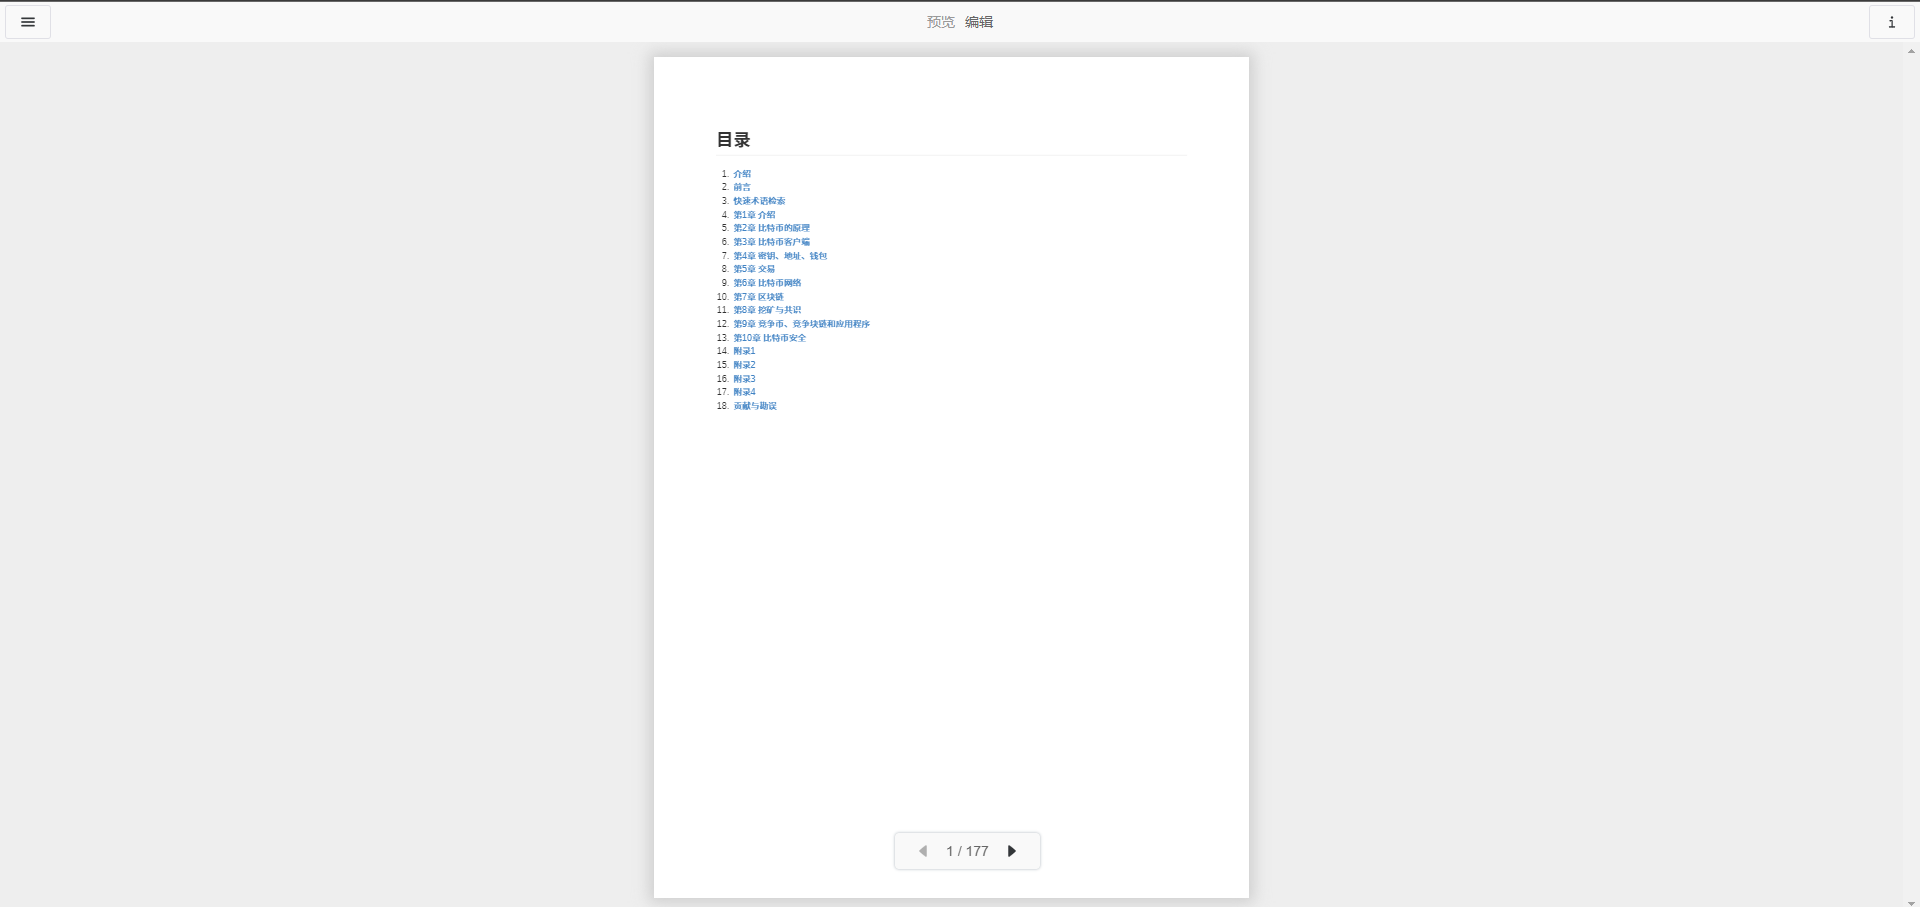 预览 编辑
i
目录
1. 介绍
2. 前言
3. 快速术语检索
4. 第1章 介绍
5. 第2章 比特币的原理
6. 第3章 比特币客户端
7. 第4章 密钥、地址、钱包
8. 第5章 交易
9. 第6章 比特币网络
10. 第7章 区块链
11. 第8章 挖矿与共识
12. 第9章 竞争币、竞争块链和应用程序
13. 第10章 比特币安全
14. 附录1
15. 附录2
16. 附录3
17. 附录4
18. 贡献与勘误
1 / 177